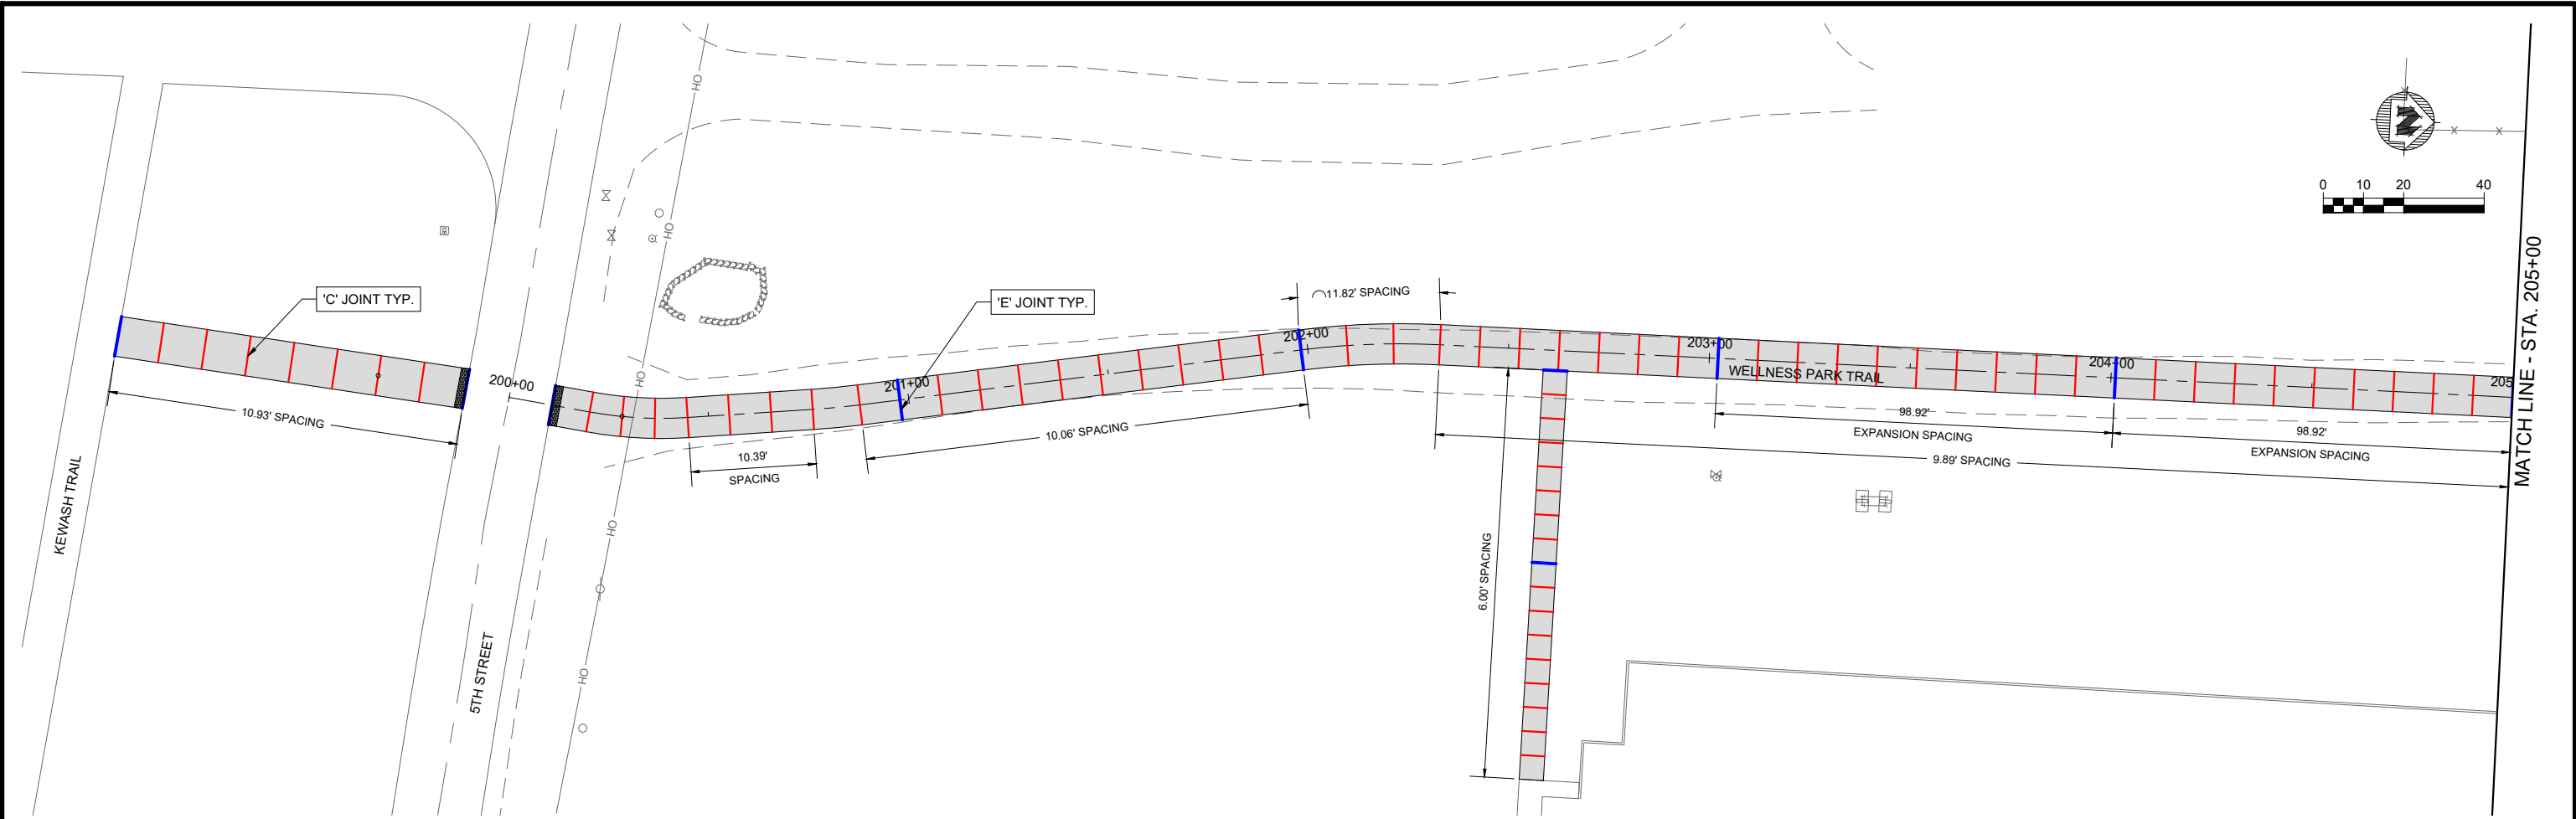 HO
N
0 10 20 40
MATCH LINE - STA. 205+00
HO
'C' JOINT TYP.
'E' JOINT TYP.
11.82' SPACING
202+00
203+00
204+00
205
200+00
201+00
HO
WELLNESS PARK TRAIL
10.93' SPACING
10.39'
SPACING
10.06' SPACING
98.92'
EXPANSION SPACING
98.92'
EXPANSION SPACING
9.89' SPACING
KEWASH TRAIL
HO
6.00' SPACING
5TH STREET
HO
X
X
X